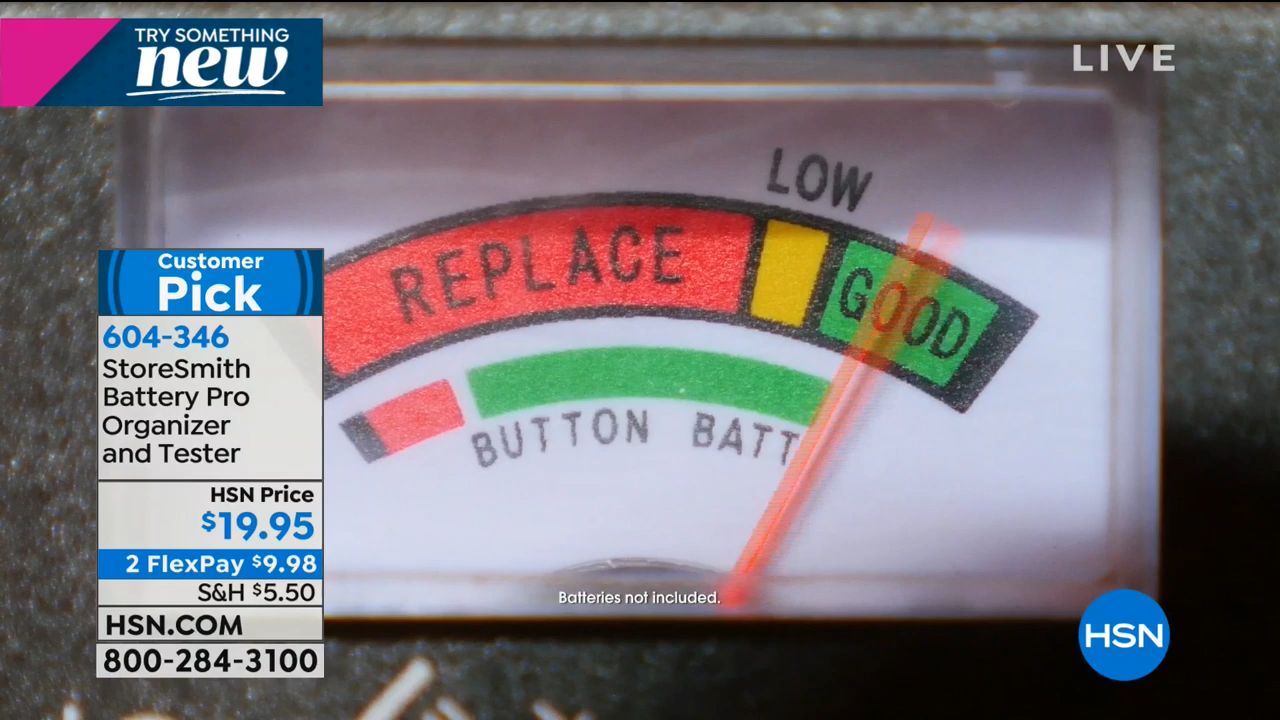 TRY SOMETHING
new
LIVE
LOW
REPLACE
GOOD
BUTTON BATT
Customer
Pick
604-346
StoreSmith
Battery Pro
Organizer
and Tester
HSN Price
$19.95
2 FlexPay $9.98
S&H $5.50
HSN.COM
800-284-3100
Batteries not included.
HSN